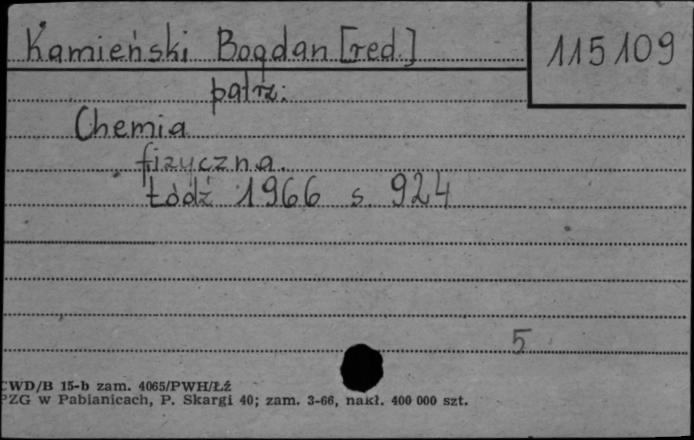 Kamieński Bogdan [red.]
115109
patrz:
Chemia
fizyczna.
Łódź 1966 s. 924
5
CWD/B 15-b zam. 4065/PWH/Łź
PZG w Pabianicach, P. Skargi 40; zam. 3-66, nakł. 400 000 szt.